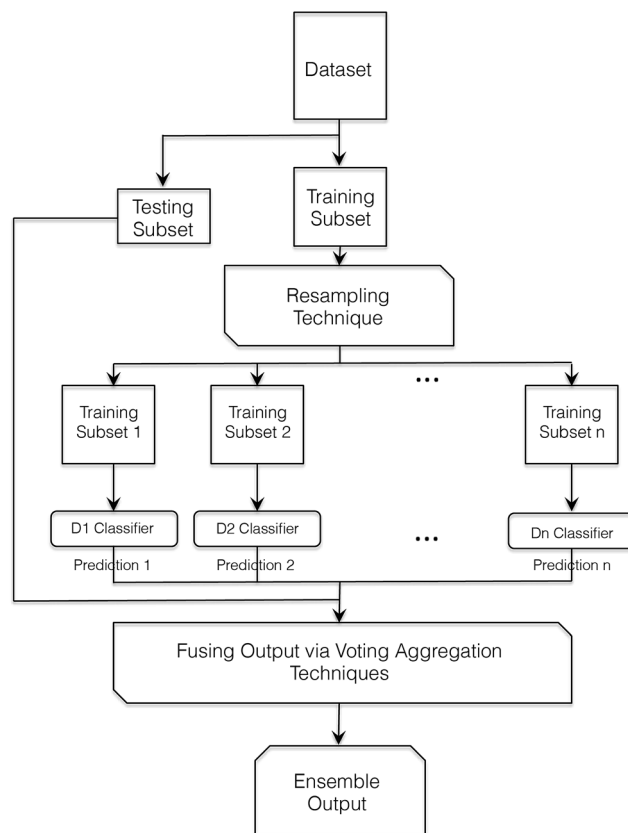 Dataset
Testing
Subset
Training
Subset
Resampling
Technique
...
Training
Subset 1
Training
Subset 2
Training
Subset n
D1 Classifier
D2 Classifier
...
Dn Classifier
Prediction 1
Prediction 2
Prediction n
Fusing Output via Voting Aggregation
Techniques
Ensemble
Output